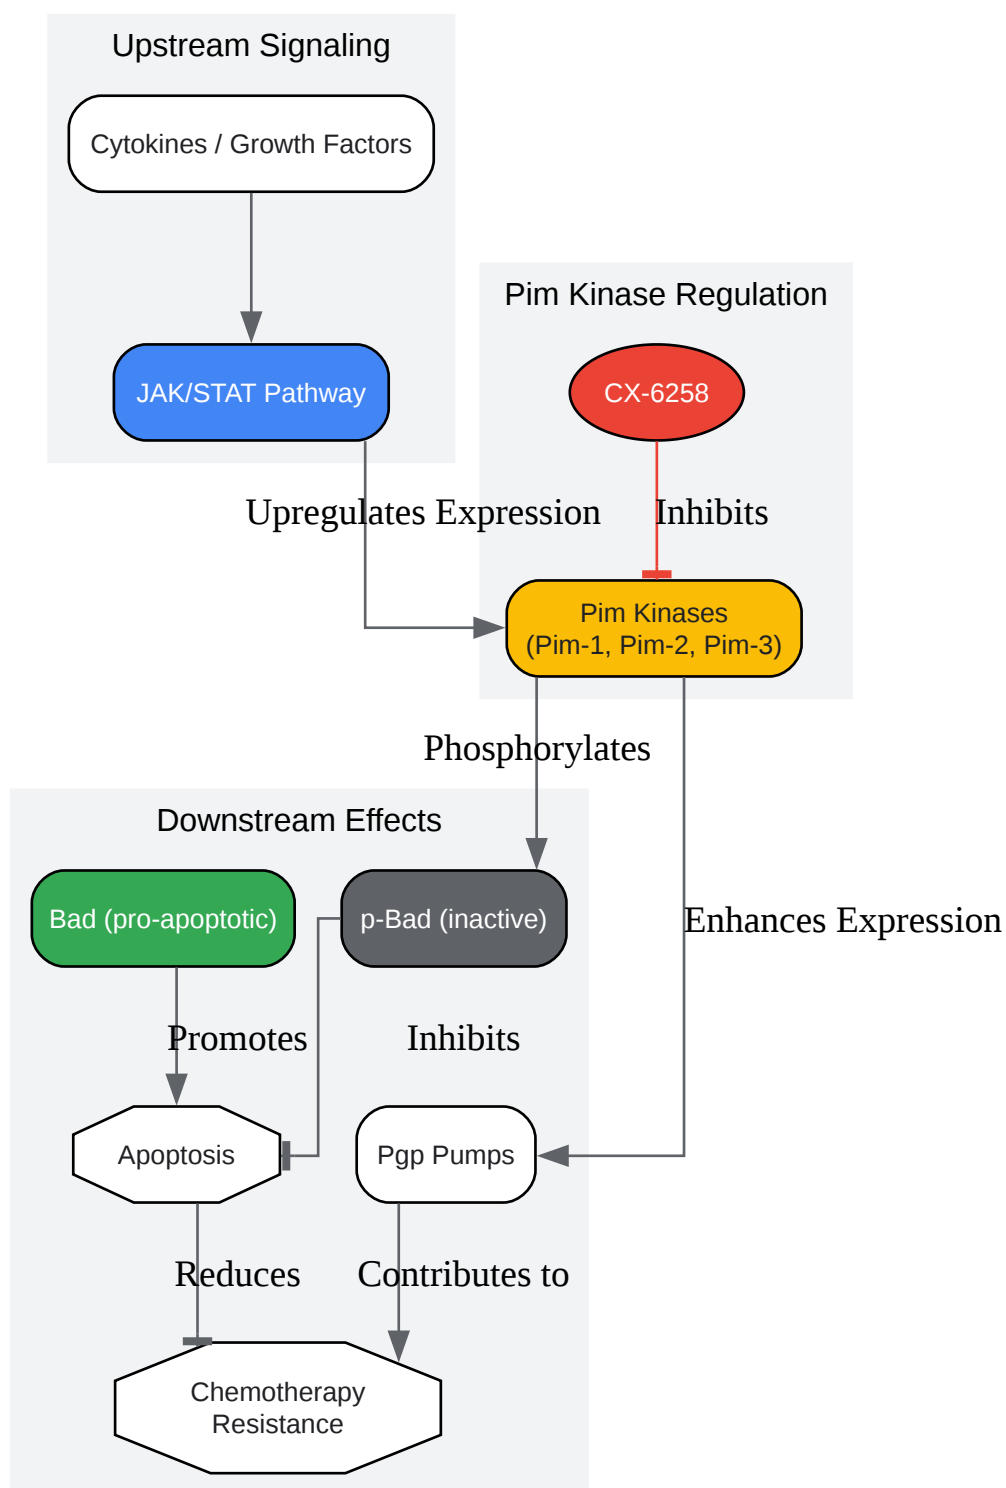 Upstream Signaling
Cytokines / Growth Factors
Pim Kinase Regulation
JAK/STAT Pathway
CX-6258
Upregulates Expression
Inhibits
Pim Kinases
(Pim-1, Pim-2, Pim-3)
Phosphorylates
Downstream Effects
Bad (pro-apoptotic)
p-Bad (inactive)
Enhances Expression
Promotes
Inhibits
Apoptosis
Pgp Pumps
Reduces
Contributes to
Chemotherapy
Resistance